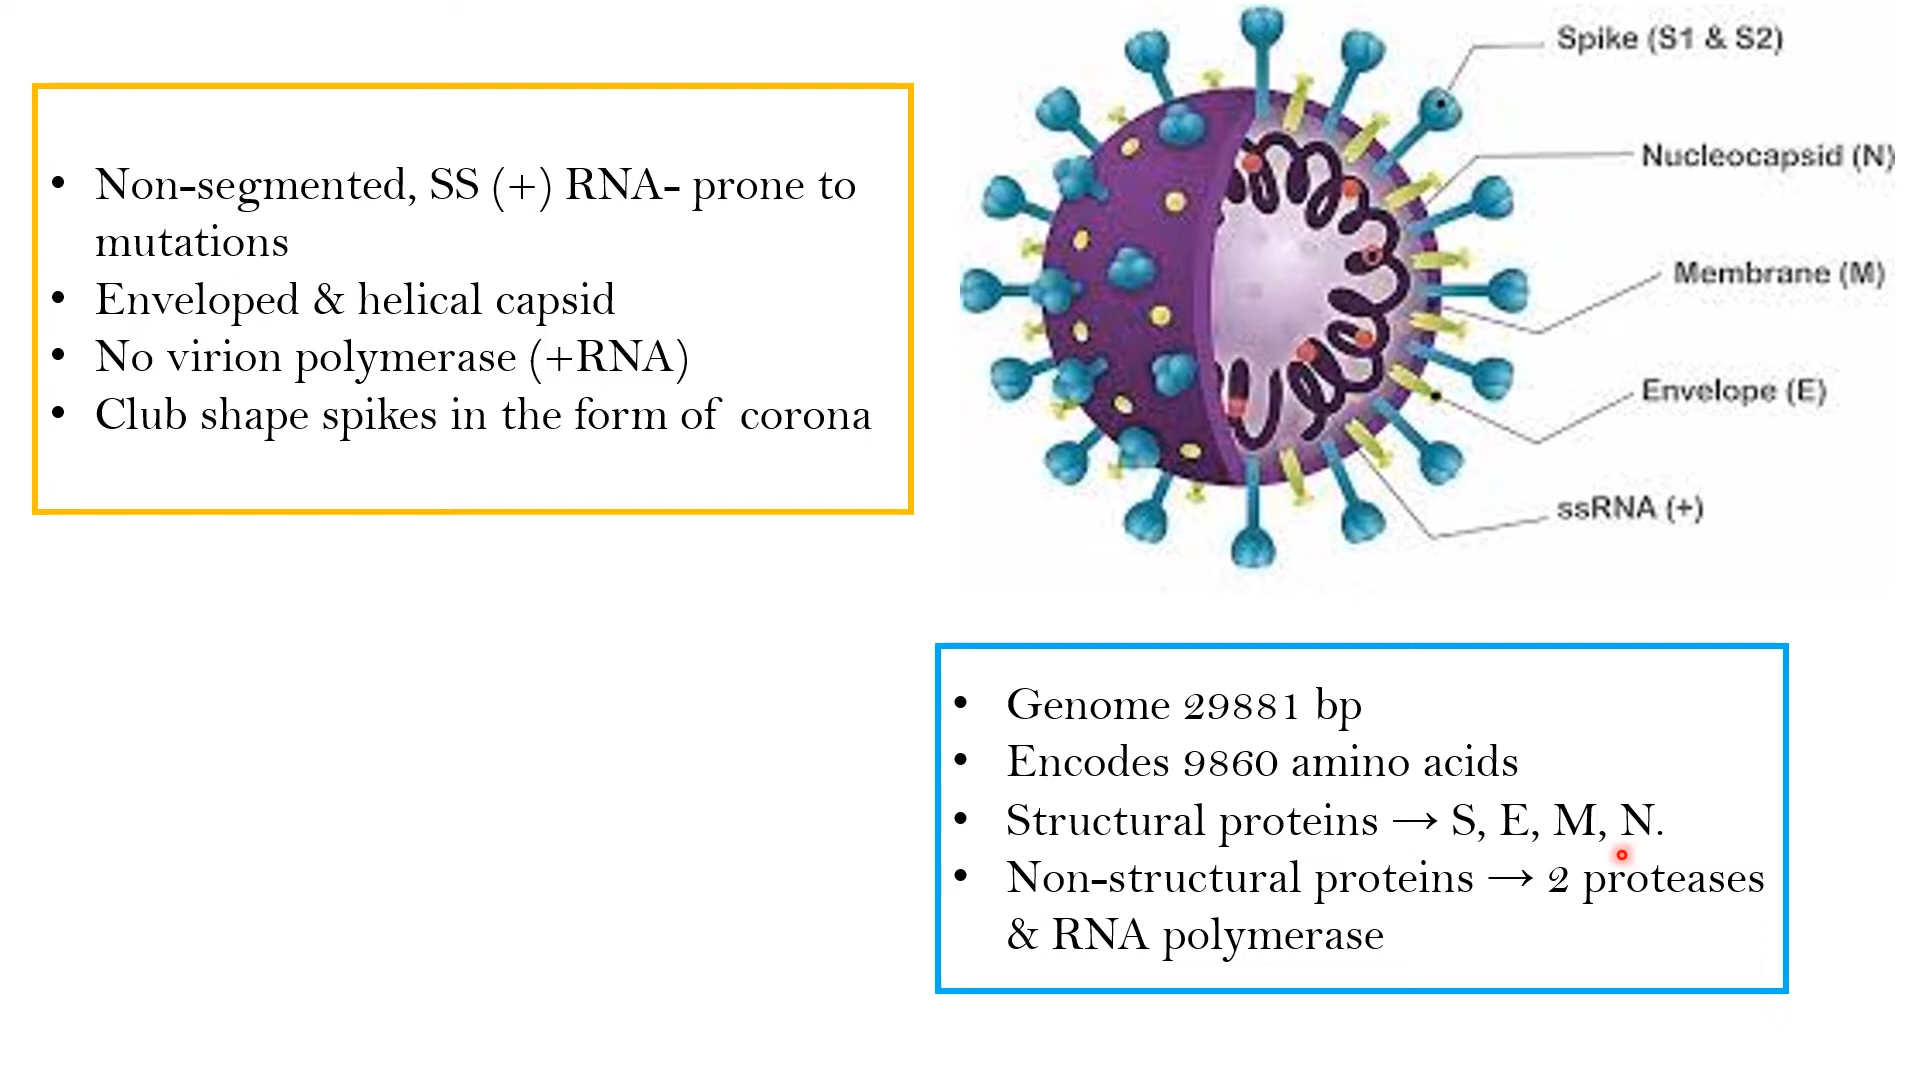 • Non-segmented, SS (+) RNA- prone to
mutations
• Enveloped & helical capsid
• No virion polymerase (+RNA)
• Club shape spikes in the form of corona
Spike (S1 & S2)
Nucleocapsid (N)
Membrane (M)
Envelope (E)
ssRNA (+)
• Genome 29881 bp
• Encodes 9860 amino acids
• Structural proteins → S, E, M, N.
• Non-structural proteins → 2 proteases
& RNA polymerase